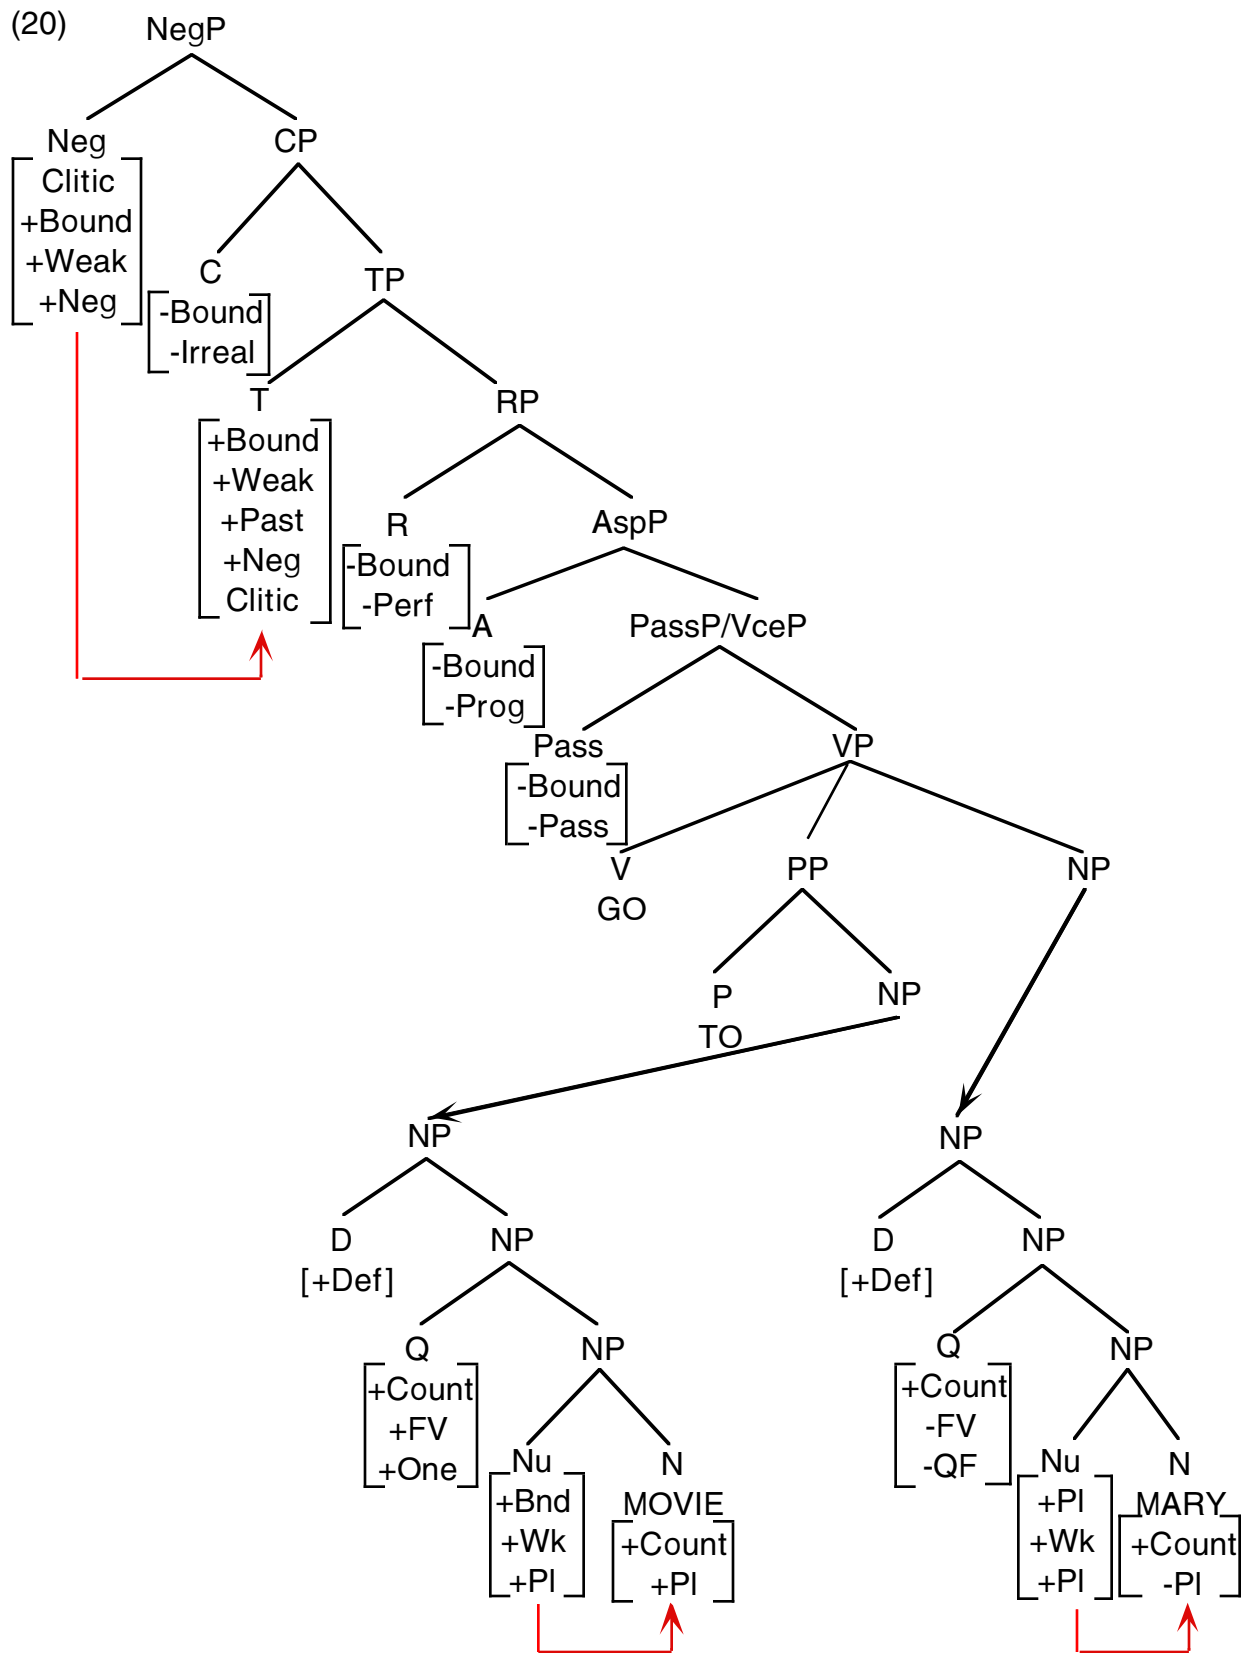 (20) NegP
Neg CP
Clitic
+Bound
+Weak
+Neg
C TP
-Bound
-Irreal
T RP
+Bound
+Weak
+Past
+Neg
Clitic
R AspP
-Bound
-Perf
A PassP/VceP
-Bound
-Prog
Pass VP
-Bound
-Pass
V PP NP
GO
P NP
TO
NP NP
D NP D NP
[+Def] [+Def]
Q NP Q NP
+Count +Count
+FV -FV
+One -QF
Nu N Nu N
+Bnd MOVIE +Pl MARY
+Wk +Count +Wk +Count
+Pl +Pl +Pl -Pl